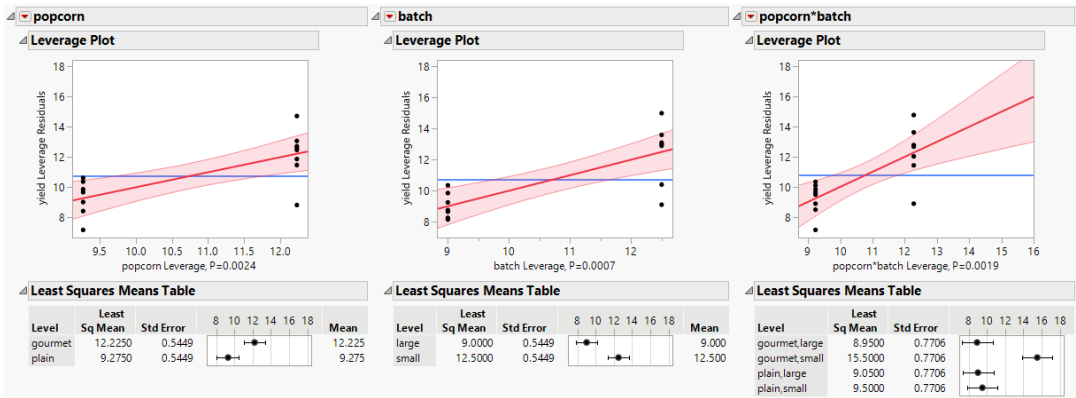 popcorn
Leverage Plot
yield Leverage Residuals
18
16
14
12
10
8
9.5 10.0 10.5 11.0 11.5 12.0
popcorn Leverage, P=0.0024
Least Squares Means Table
Least
Level Sq Mean Std Error 8 10 12 14 16 18 Mean
gourmet 12.2250 0.5449 12.225
plain 9.2750 0.5449 9.275
batch
Leverage Plot
yield Leverage Residuals
18
16
14
12
10
8
9 10 11 12
batch Leverage, P=0.0007
Least Squares Means Table
Least
Level Sq Mean Std Error 8 10 12 14 16 18 Mean
large 9.0000 0.5449 9.000
small 12.5000 0.5449 12.500
popcorn*batch
Leverage Plot
yield Leverage Residuals
18
16
14
12
10
8
9 10 11 12 13 14 15 16
popcorn*batch Leverage, P=0.0019
Least Squares Means Table
Least
Level Sq Mean Std Error 8 10 12 14 16 18
gourmet,large 8.9500 0.7706
gourmet,small 15.5000 0.7706
plain,large 9.0500 0.7706
plain,small 9.5000 0.7706